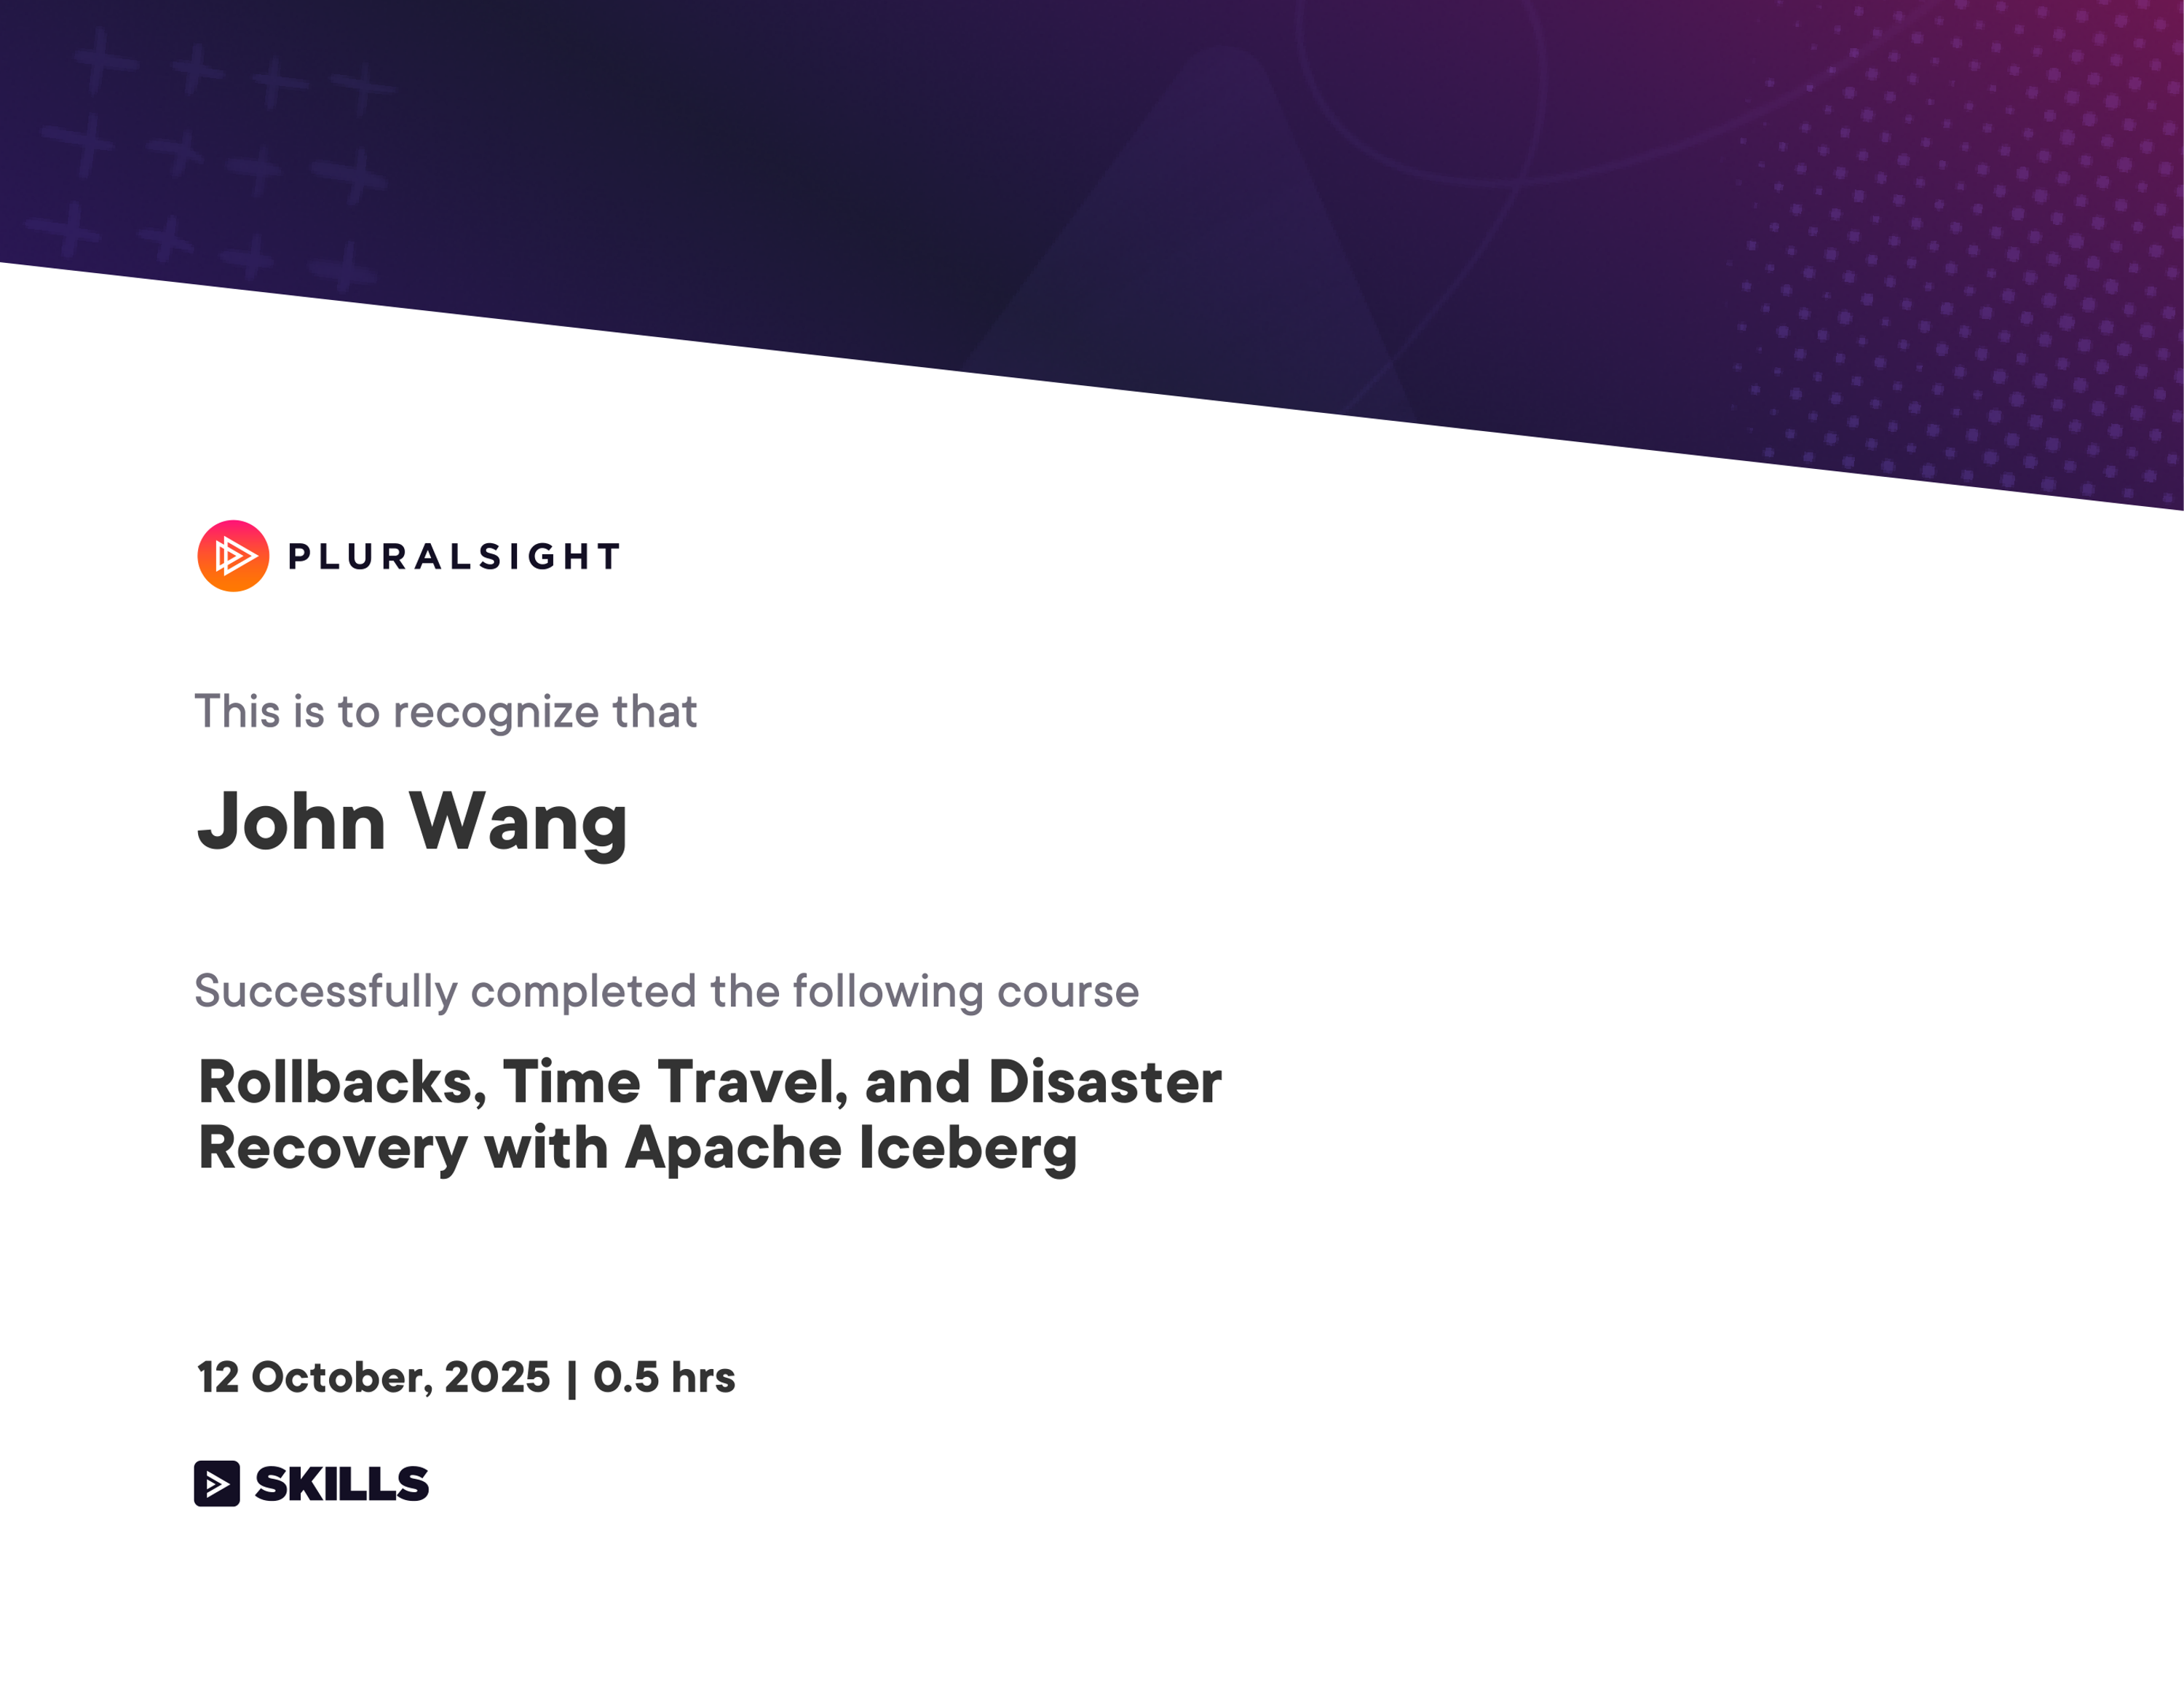 PLURALSIGHT
This is to recognize that
John Wang
Successfully completed the following course
Rollbacks, Time Travel, and Disaster
Recovery with Apache Iceberg
12 October, 2025 | 0.5 hrs
SKILLS